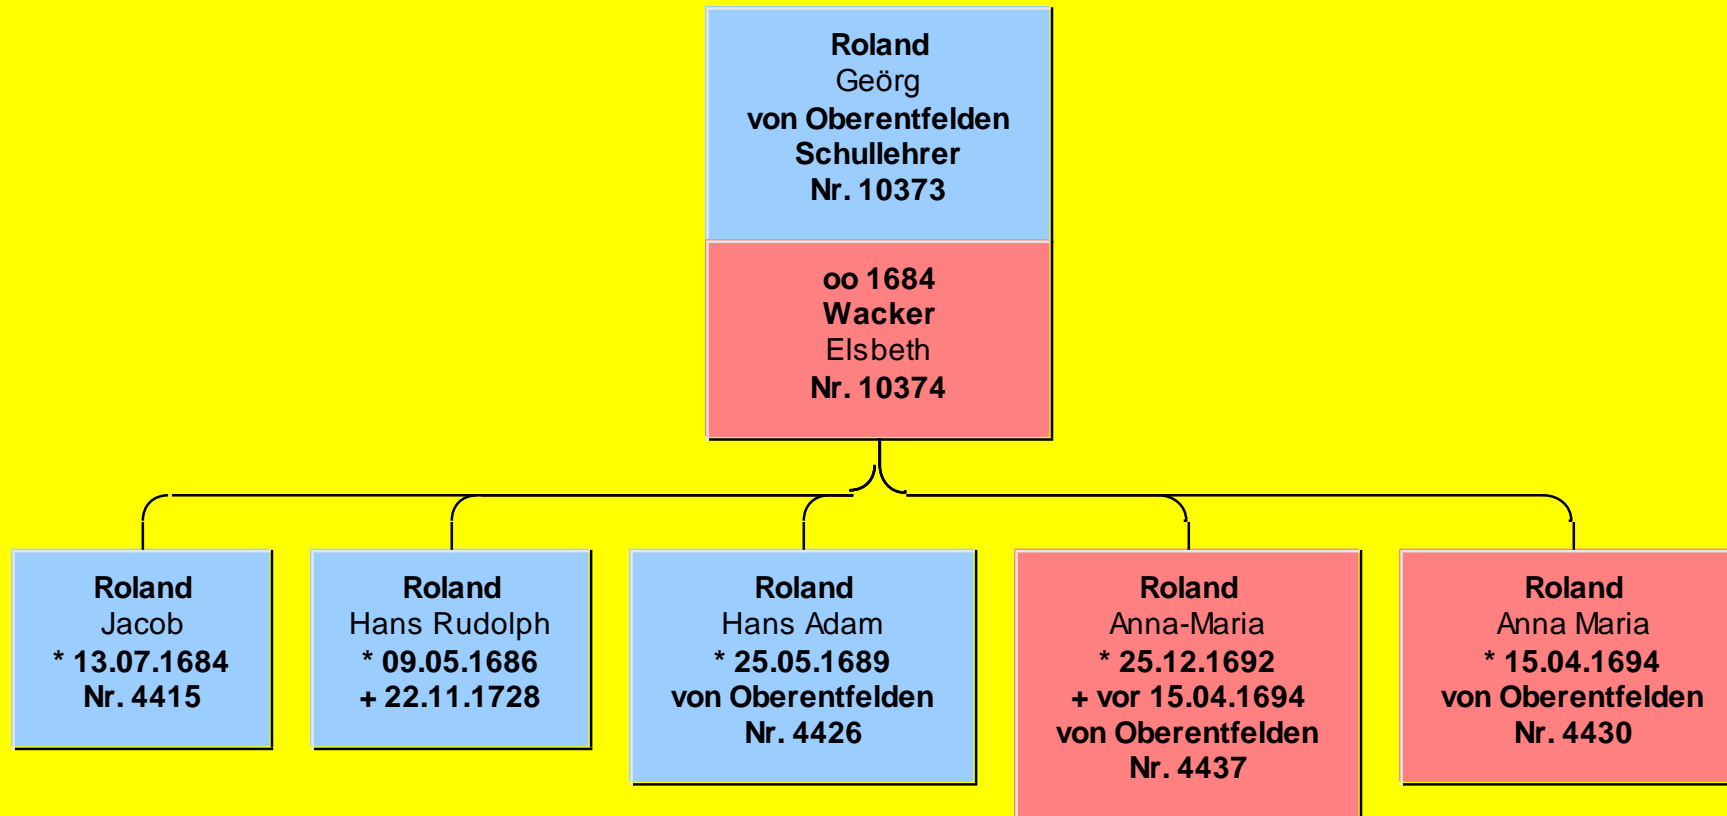 Roland
Geörg
von Oberentfelden
Schullehrer
Nr. 10373
oo 1684
Wacker
Elsbeth
Nr. 10374
Roland
Jacob
* 13.07.1684
Nr. 4415
Roland
Hans Rudolph
* 09.05.1686
+ 22.11.1728
Roland
Hans Adam
* 25.05.1689
von Oberentfelden
Nr. 4426
Roland
Anna-Maria
* 25.12.1692
+ vor 15.04.1694
von Oberentfelden
Nr. 4437
Roland
Anna Maria
* 15.04.1694
von Oberentfelden
Nr. 4430